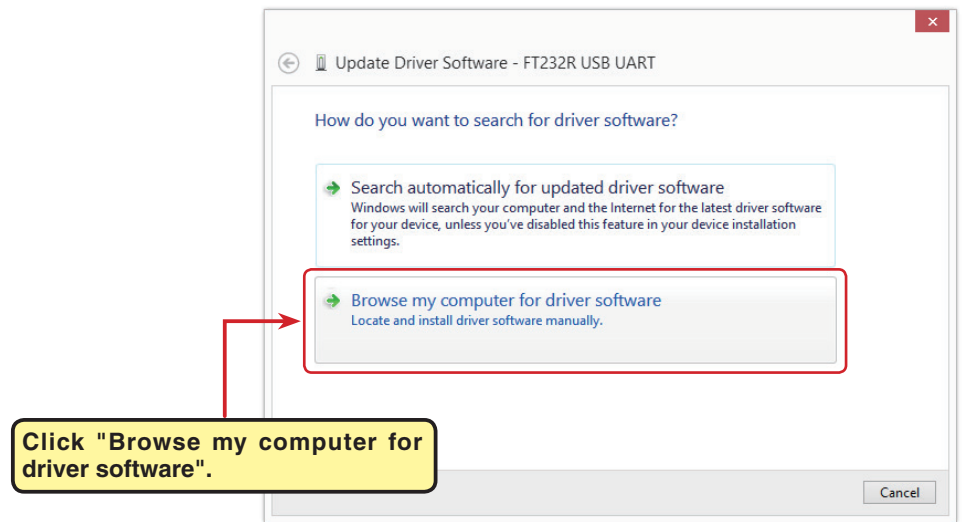 Update Driver Software - FT232R USB UART
How do you want to search for driver software?
Search automatically for updated driver software
Windows will search your computer and the Internet for the latest driver software
for your device, unless you've disabled this feature in your device installation
settings.
Browse my computer for driver software
Locate and install driver software manually.
Click "Browse my computer for
driver software".
Cancel